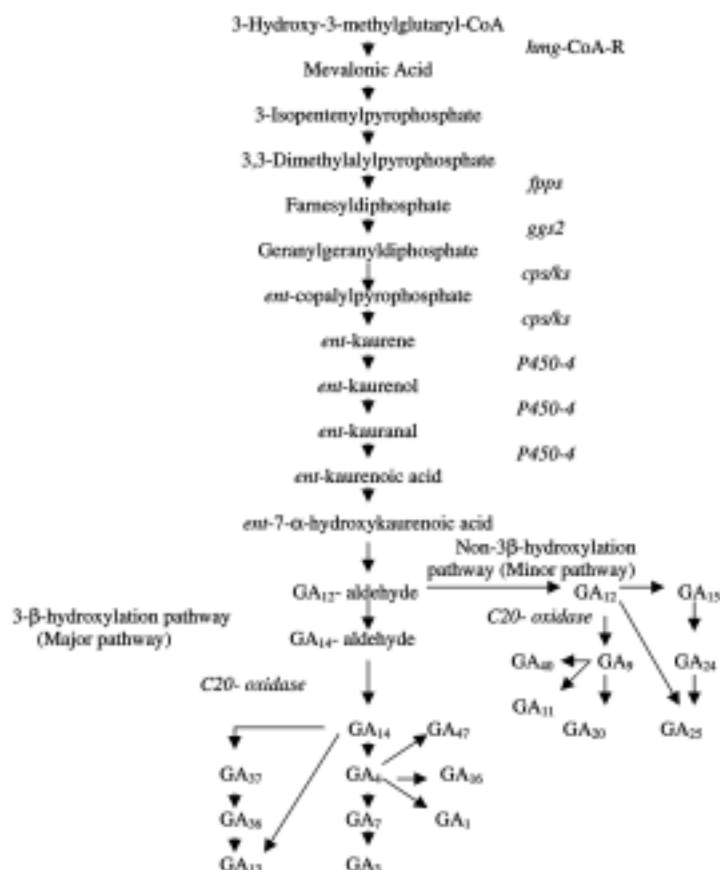 3-Hydroxy-3-methylglutaryl-CoA
hmg-CoA-R
Mevalonic Acid
3-Isopentenylpyrophosphate
3,3-Dimethylalylpyrophosphate
fpps
Farnesyldiphosphate
ggs2
Geranylgeranyldiphosphate
cps/ks
ent-copalylpyrophosphate
cps/ks
ent-kaurene
P450-4
ent-kaurenol
P450-4
ent-kauranal
P450-4
ent-kaurenoic acid
ent-7-α-hydroxykaurenoic acid
Non-3β-hydroxylation
pathway (Minor pathway)
GA12- aldehyde
GA12
GA15
3-β-hydroxylation pathway
(Major pathway)
C20- oxidase
GA14- aldehyde
GA40
GA9
GA24
C20- oxidase
GA11
GA20
GA25
GA14
GA47
GA37
GA4
GA16
GA36
GA7
GA1
GA13
GA3